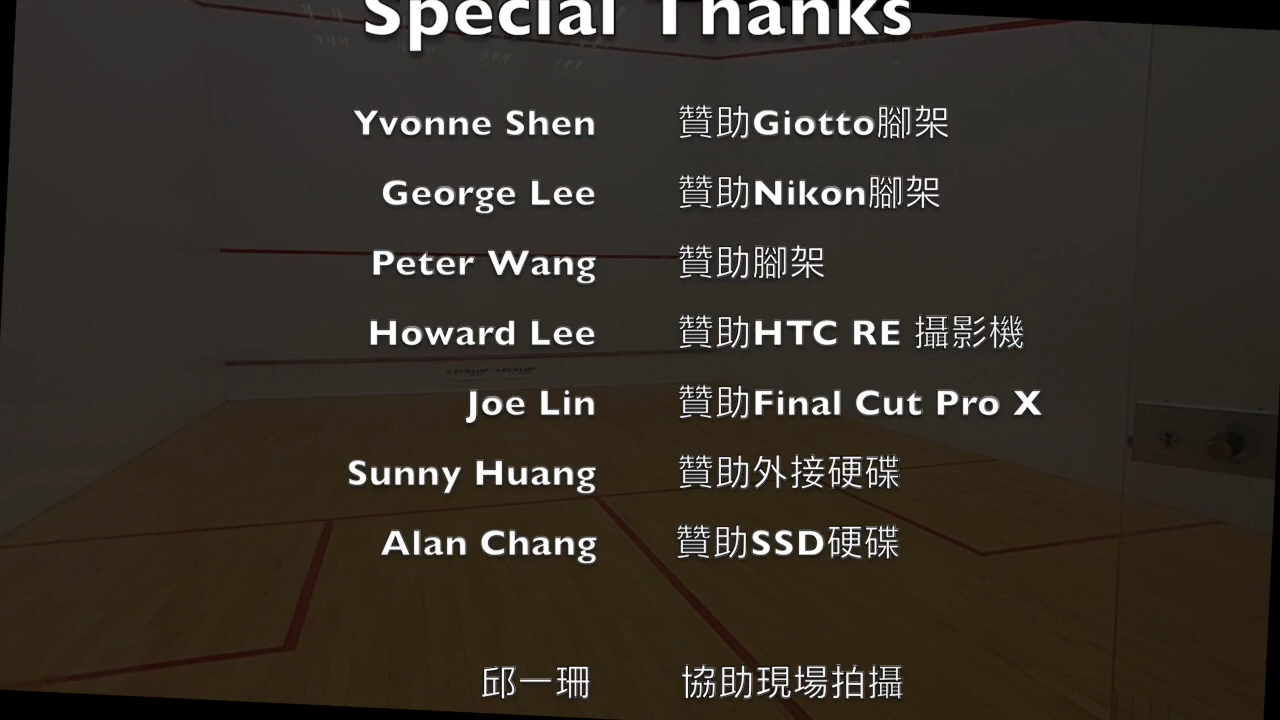 Special Thanks
Yvonne Shen 贊助Giotto腳架
George Lee 贊助Nikon腳架
Peter Wang 贊助腳架
Howard Lee 贊助HTC RE 攝影機
DUNLOP DUNLOP
Joe Lin 贊助Final Cut Pro X
Sunny Huang 贊助外接硬碟
Alan Chang 贊助SSD硬碟
邱一珊 協助現場拍攝